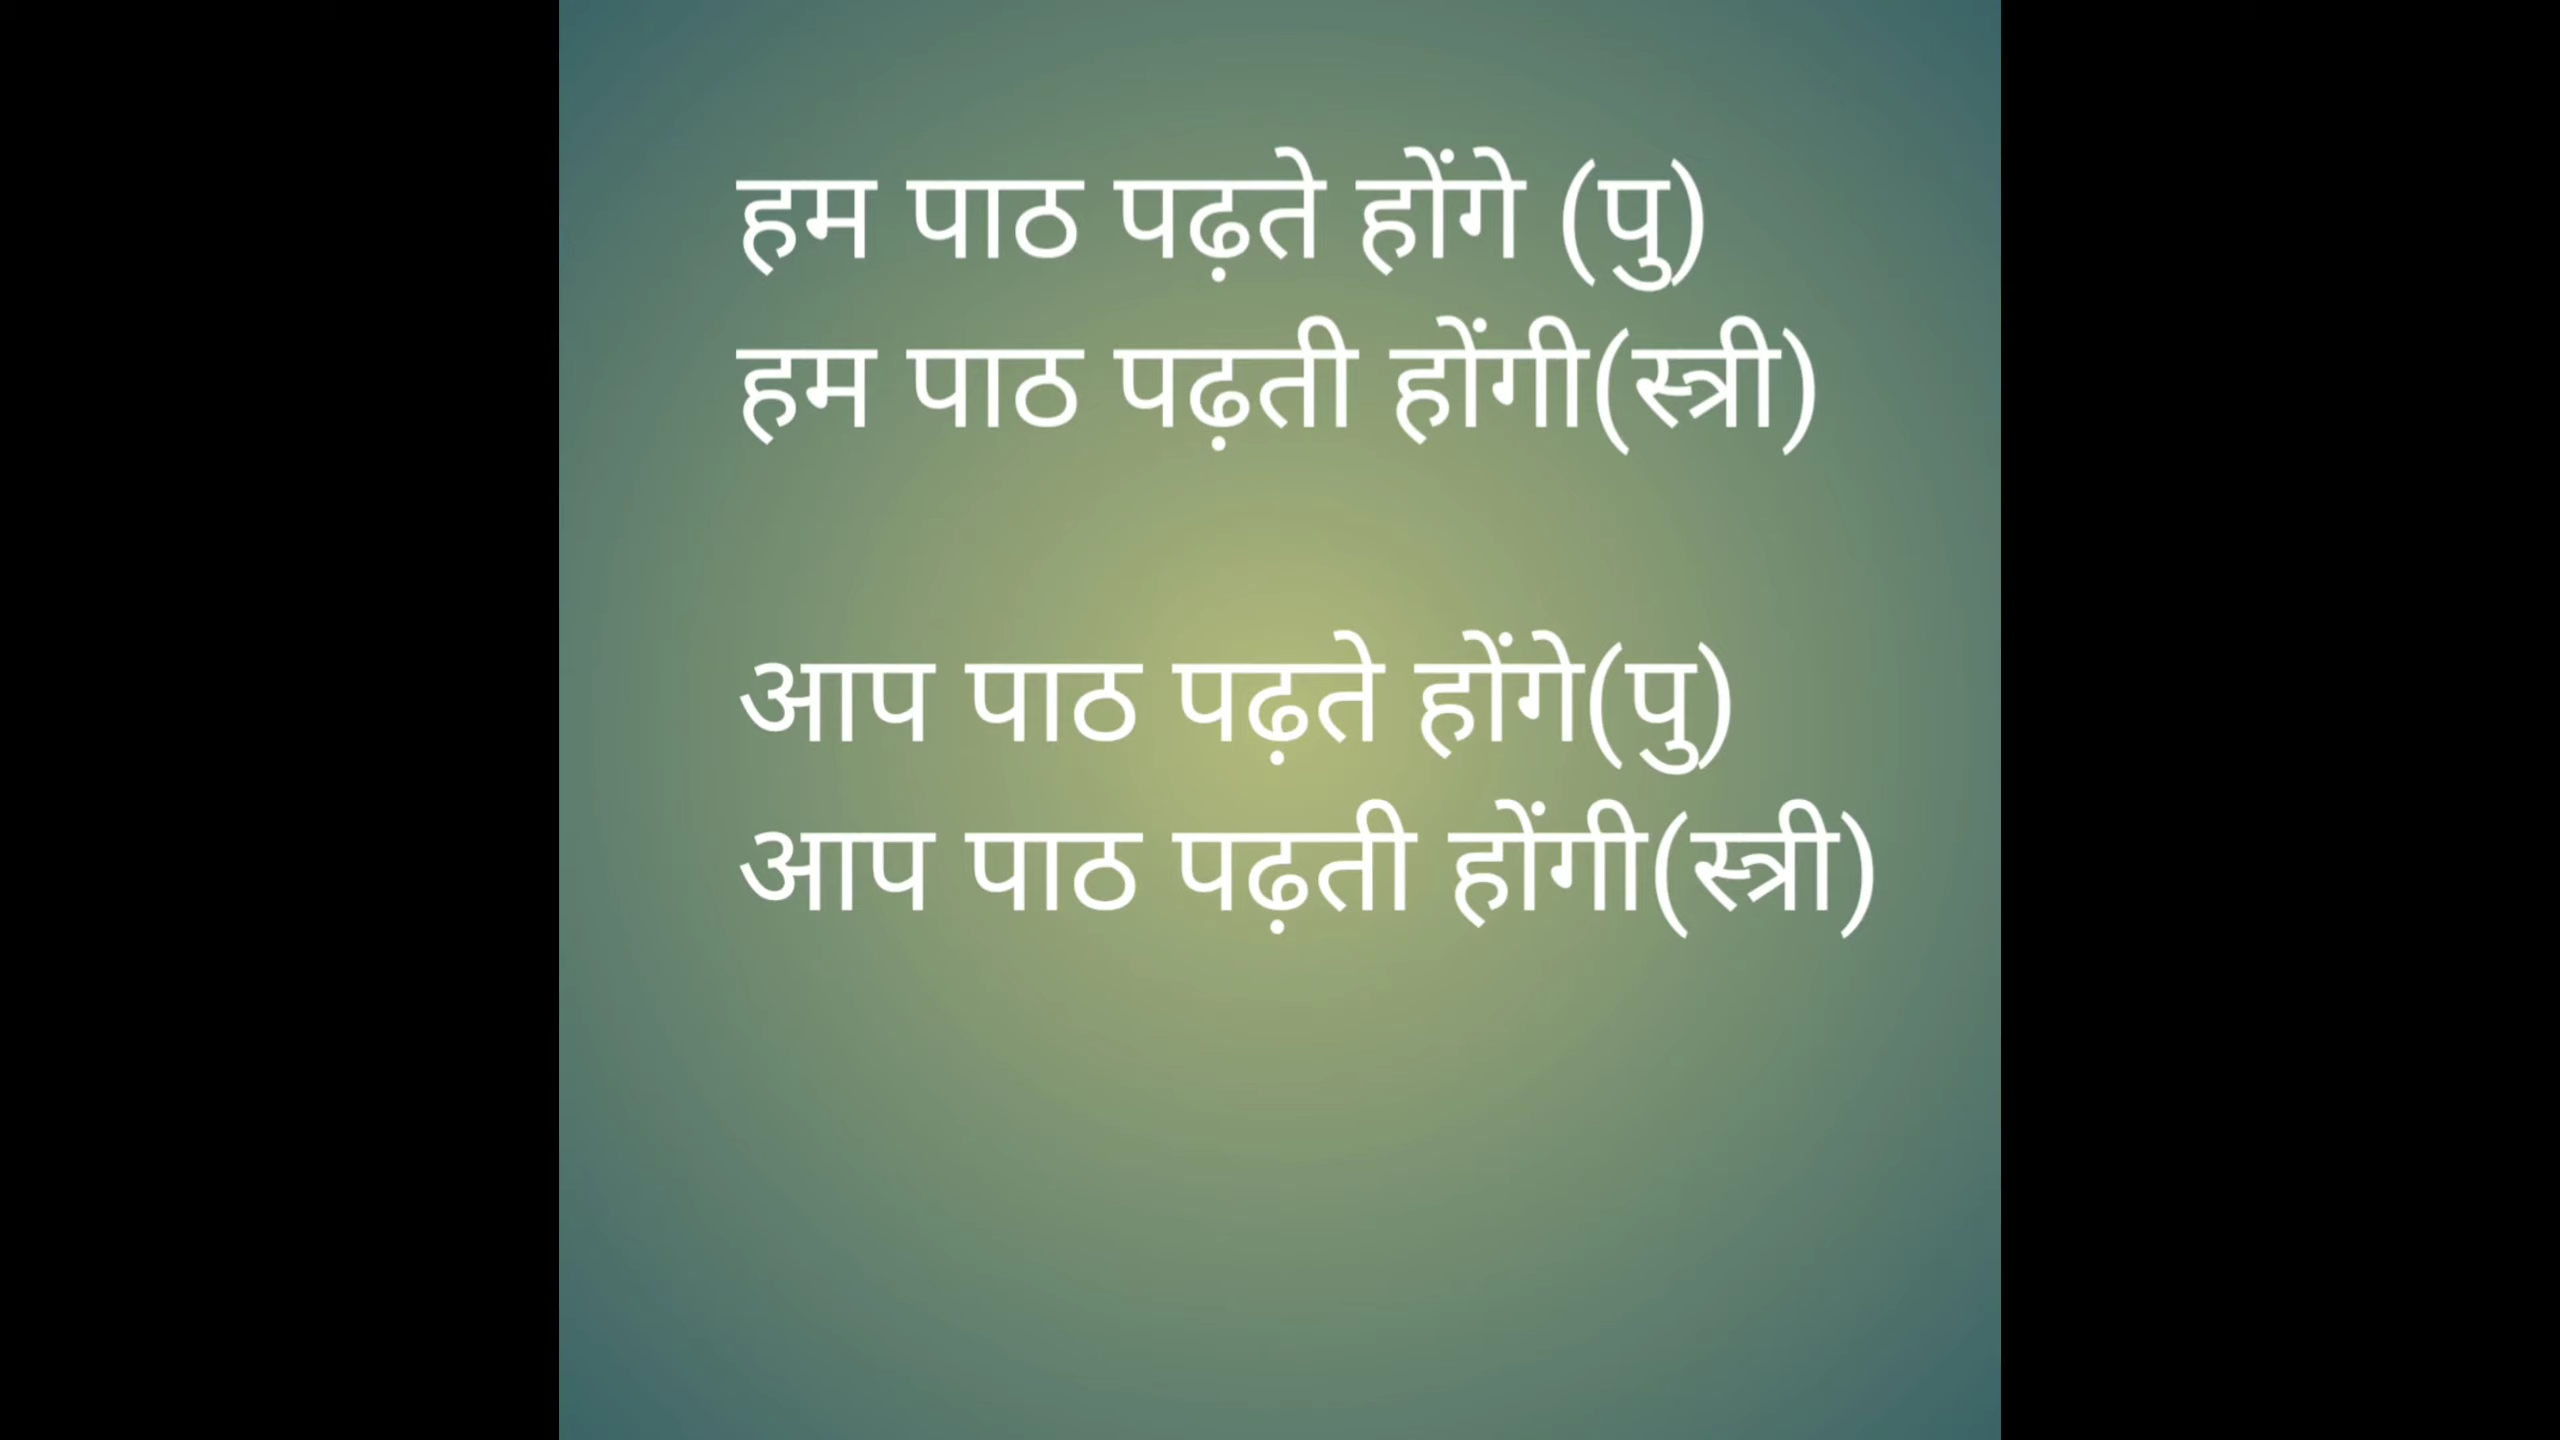 हम पाठ पढ़ते होंगे (पु)
हम पाठ पढ़ती होंगी(स्त्री)
आप पाठ पढ़ते होंगे(पु)
आप पाठ पढ़ती होंगी(स्त्री)